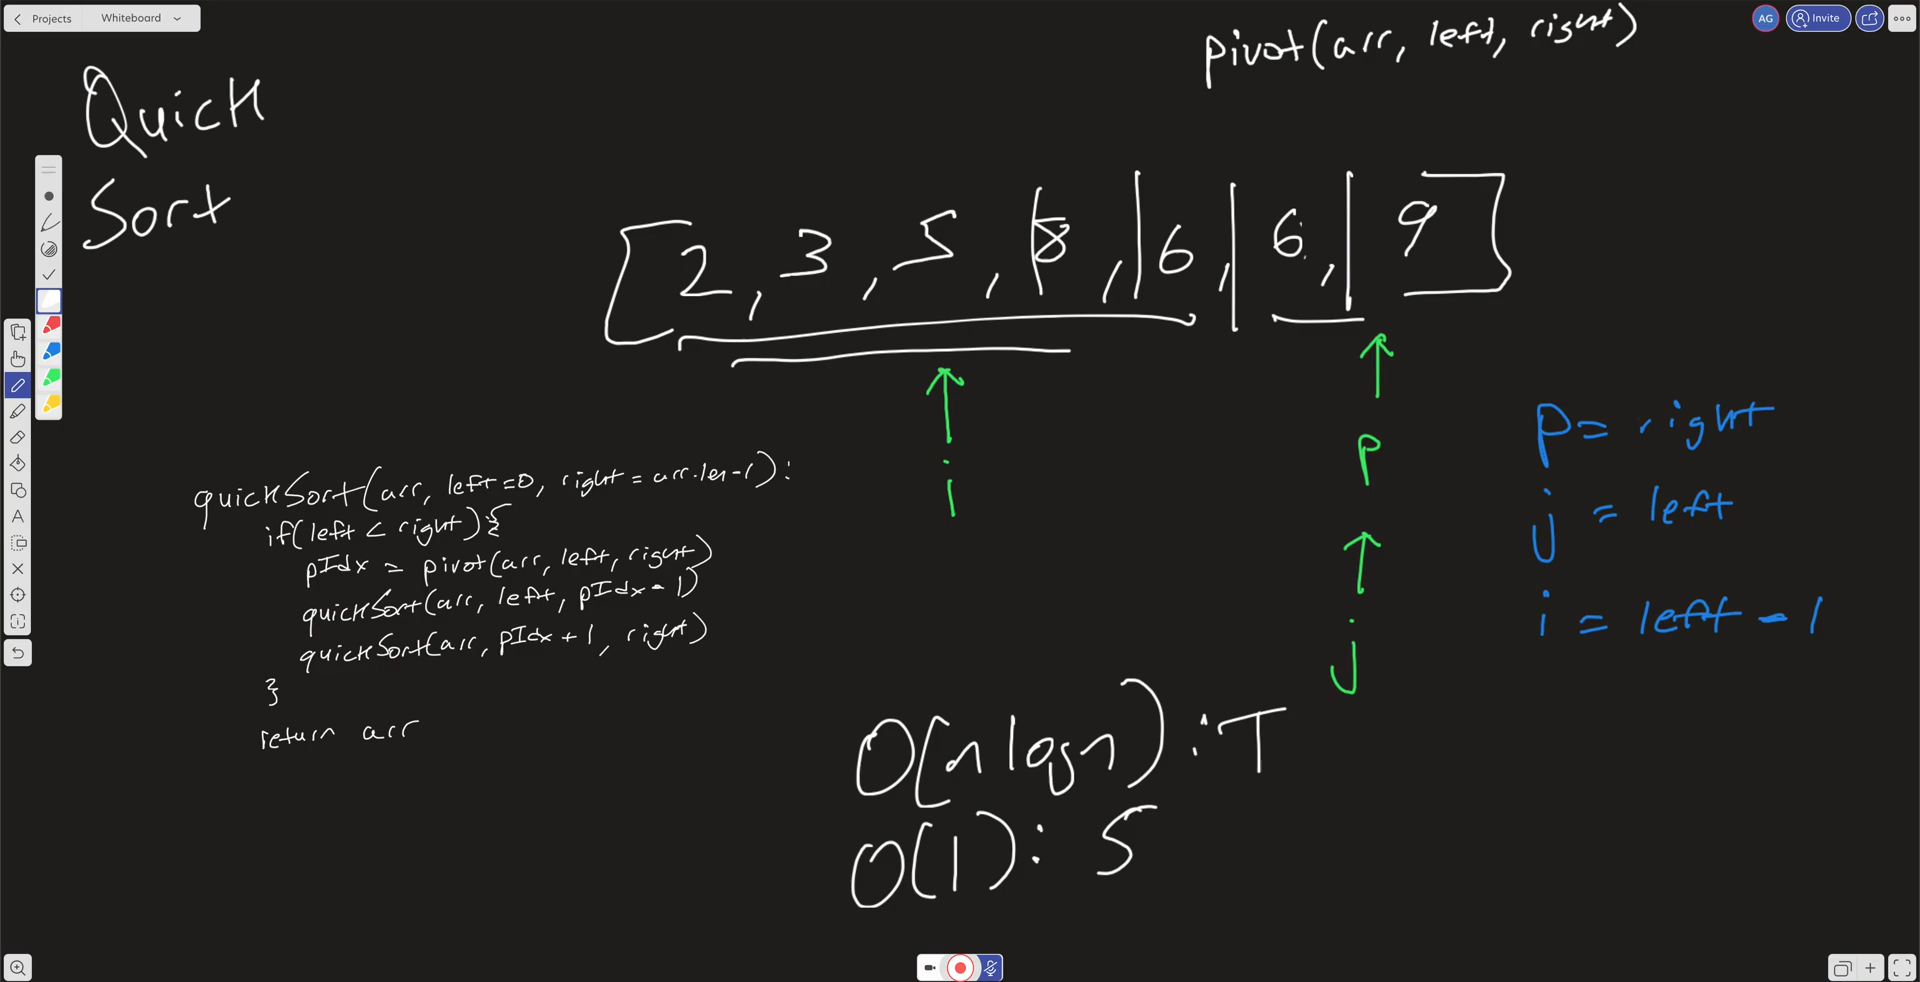 Projects
Whiteboard
AG
Invite
pivot(arr, left, right)
Quick
Sort
[2, 3, 5, 8, 6, 6, 9]
i
p
j
p = right
j = left
i = left - 1
quickSort(arr, left=0, right = arr.len-1):
if(left < right){
pIdx = pivot(arr, left, right)
quickSort(arr, left, pIdx - 1)
quickSort(arr, pIdx + 1, right)
}
return arr
O(n logn) : T
O(1) : S